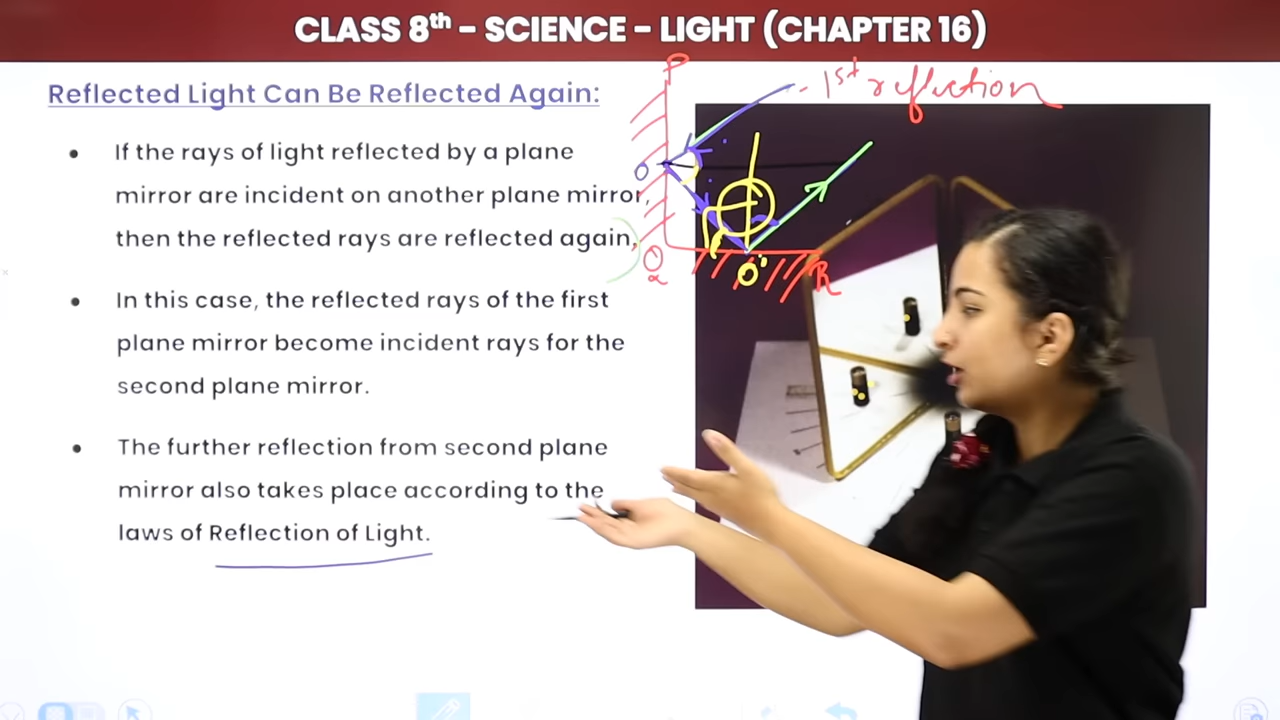 CLASS 8th – SCIENCE – LIGHT (CHAPTER 16)
Reflected Light Can Be Reflected Again:
P
1st reflection
• If the rays of light reflected by a plane
mirror are incident on another plane mirror,
then the reflected rays are reflected again,
O
O'
R
• In this case, the reflected rays of the first
plane mirror become incident rays for the
second plane mirror.
• The further reflection from second plane
mirror also takes place according to the
laws of Reflection of Light.